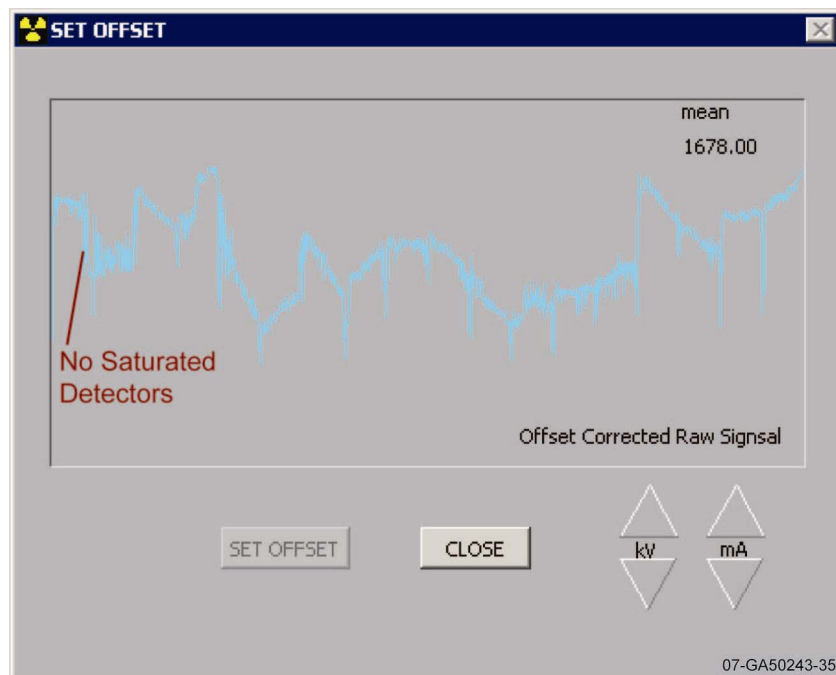 SET OFFSET
mean
1678.00
No Saturated
Detectors
Offset Corrected Raw Signsal
SET OFFSET
CLOSE
kV
mA
07-GA50243-35